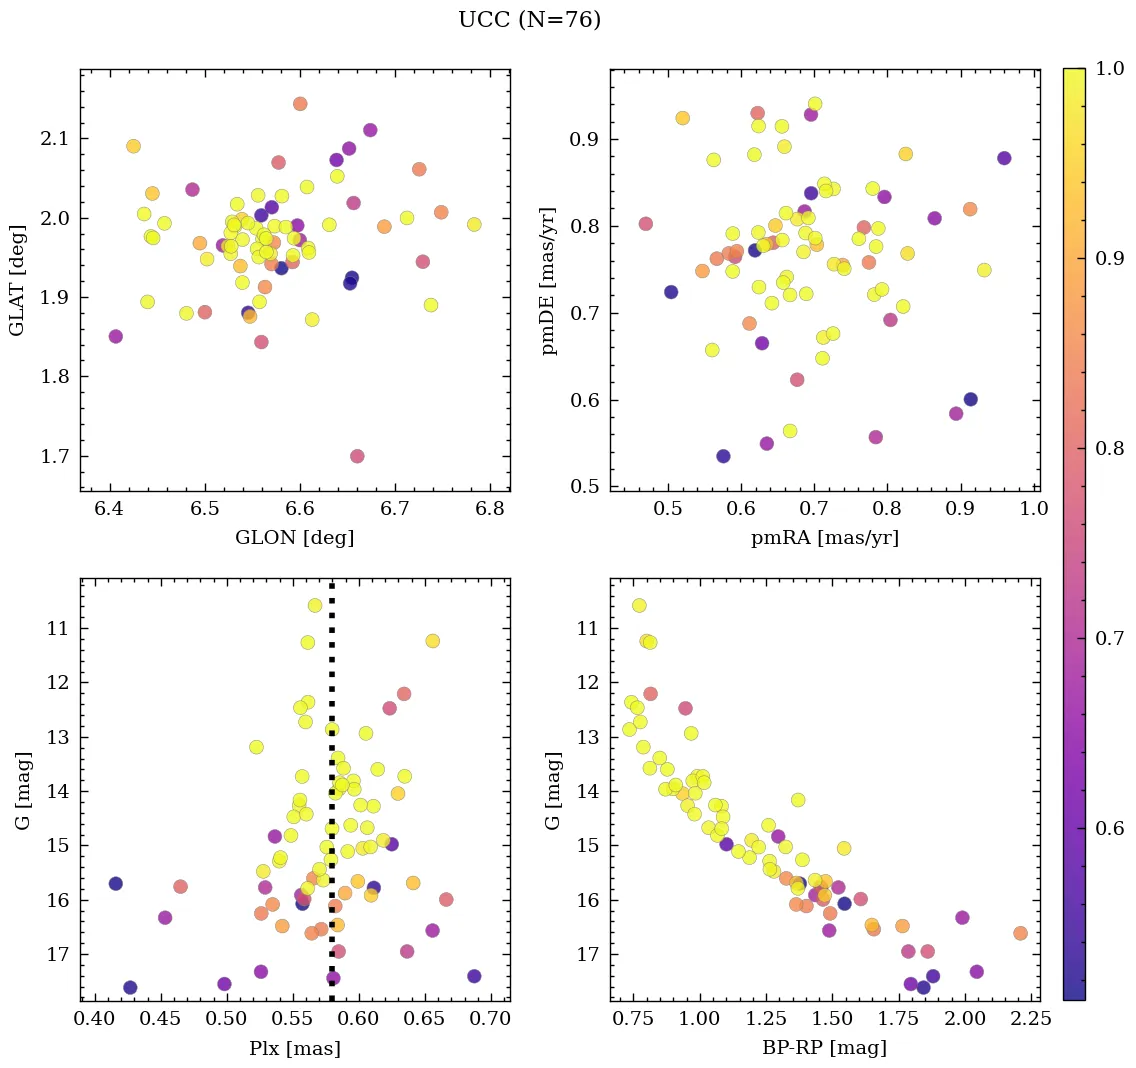 UCC (N=76)
2.1
2.0
1.9
1.8
1.7
GLAT [deg]
6.4 6.5 6.6 6.7 6.8
GLON [deg]
0.9
0.8
0.7
0.6
0.5
pmDE [mas/yr]
0.5 0.6 0.7 0.8 0.9 1.0
pmRA [mas/yr]
11
12
13
14
15
16
17
G [mag]
0.40 0.45 0.50 0.55 0.60 0.65 0.70
Plx [mas]
11
12
13
14
15
16
17
G [mag]
0.75 1.00 1.25 1.50 1.75 2.00 2.25
BP-RP [mag]
1.0
0.9
0.8
0.7
0.6